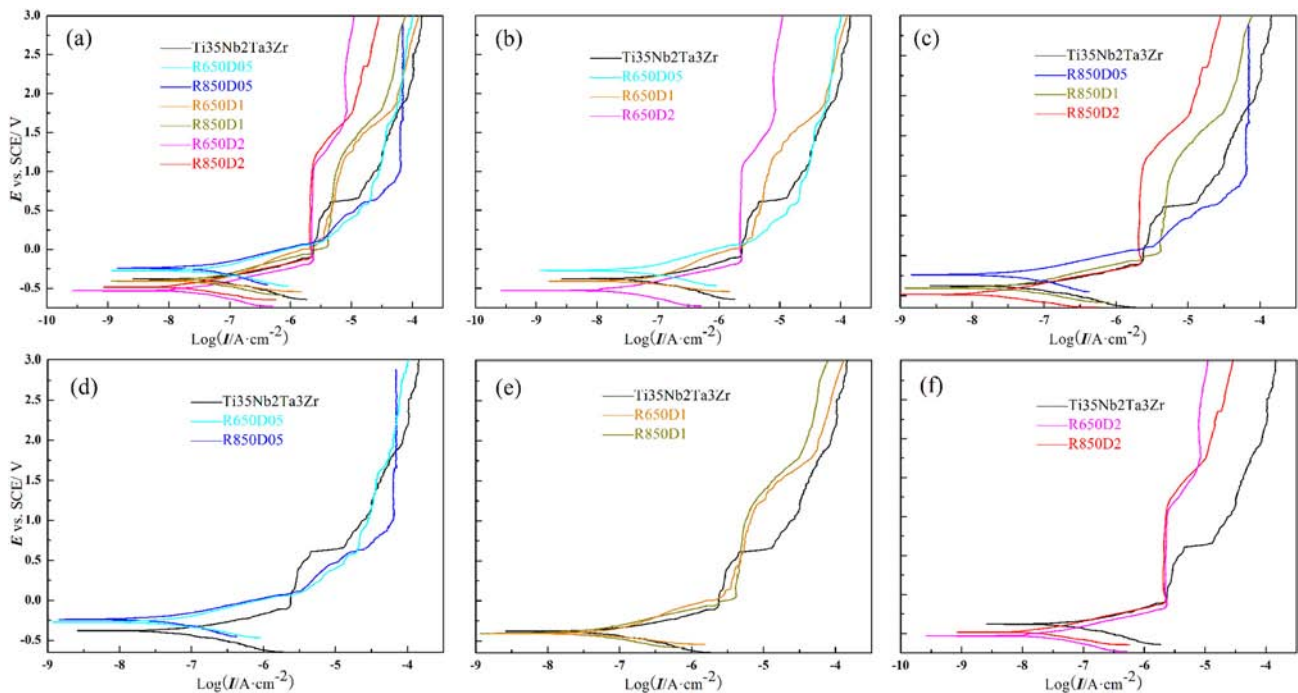 (a)
Ti35Nb2Ta3Zr
R650D05
R850D05
R650D1
R850D1
R650D2
R850D2
E vs. SCE/ V
3.0
2.5
2.0
1.5
1.0
0.5
0.0
-0.5
-10 -9 -8 -7 -6 -5 -4
Log(I/A·cm⁻²)
(b)
Ti35Nb2Ta3Zr
R650D05
R650D1
R650D2
-10 -9 -8 -7 -6 -5 -4
Log(I/A·cm⁻²)
(c)
Ti35Nb2Ta3Zr
R850D05
R850D1
R850D2
-9 -8 -7 -6 -5 -4
Log(I/A·cm⁻²)
(d)
Ti35Nb2Ta3Zr
R650D05
R850D05
E vs. SCE/ V
3.0
2.5
2.0
1.5
1.0
0.5
0.0
-0.5
-9 -8 -7 -6 -5 -4
Log(I/A·cm⁻²)
(e)
Ti35Nb2Ta3Zr
R650D1
R850D1
-9 -8 -7 -6 -5 -4
Log(I/A·cm⁻²)
(f)
Ti35Nb2Ta3Zr
R650D2
R850D2
-10 -9 -8 -7 -6 -5 -4
Log(I/A·cm⁻²)